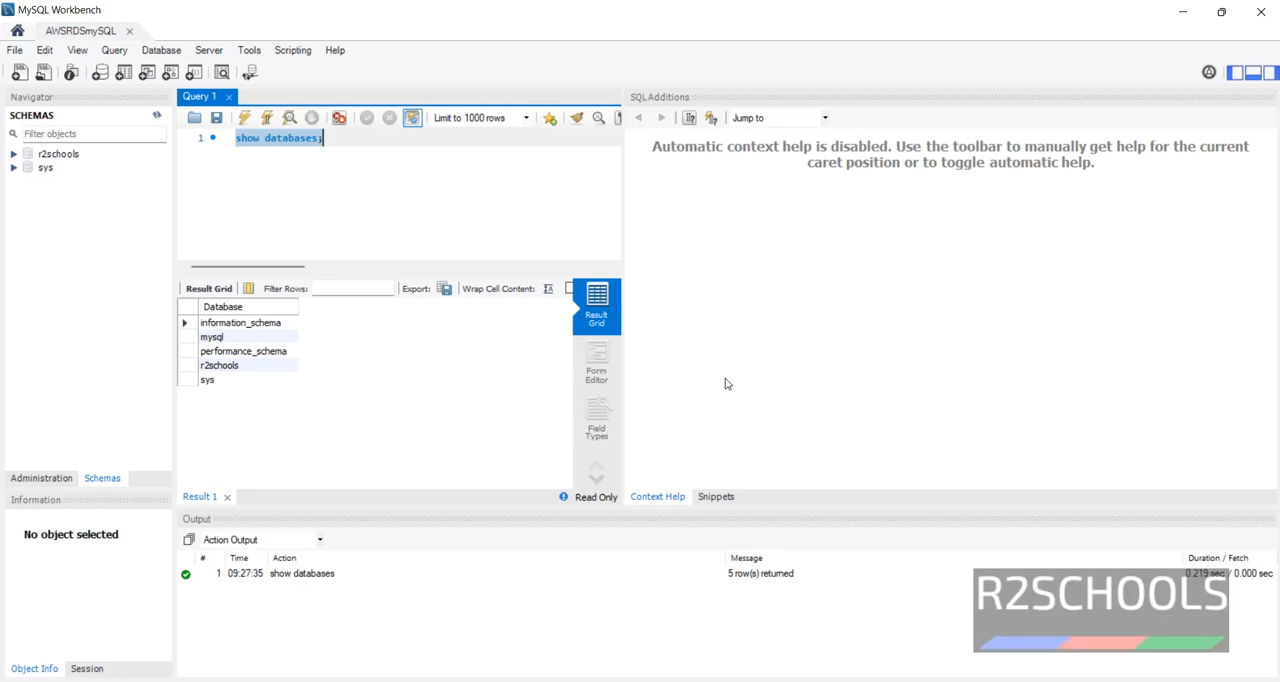 MySQL Workbench
AWSRDSmySQL
File Edit View Query Database Server Tools Scripting Help
Navigator
SCHEMAS
Filter objects
r2schools
sys
Administration Schemas
Information
No object selected
Object Info Session
Query 1
Limit to 1000 rows
1 show databases;
Result Grid Filter Rows: Export: Wrap Cell Content:
Database
information_schema
mysql
performance_schema
r2schools
sys
Result Grid
Form Editor
Field Types
Result 1 Read Only
SQLAdditions
Jump to
Automatic context help is disabled. Use the toolbar to manually get help for the current
caret position or to toggle automatic help.
Context Help Snippets
Output
Action Output
# Time Action Message Duration / Fetch
1 09:27:35 show databases 5 row(s) returned 0.219 sec / 0.000 sec
R2SCHOOLS